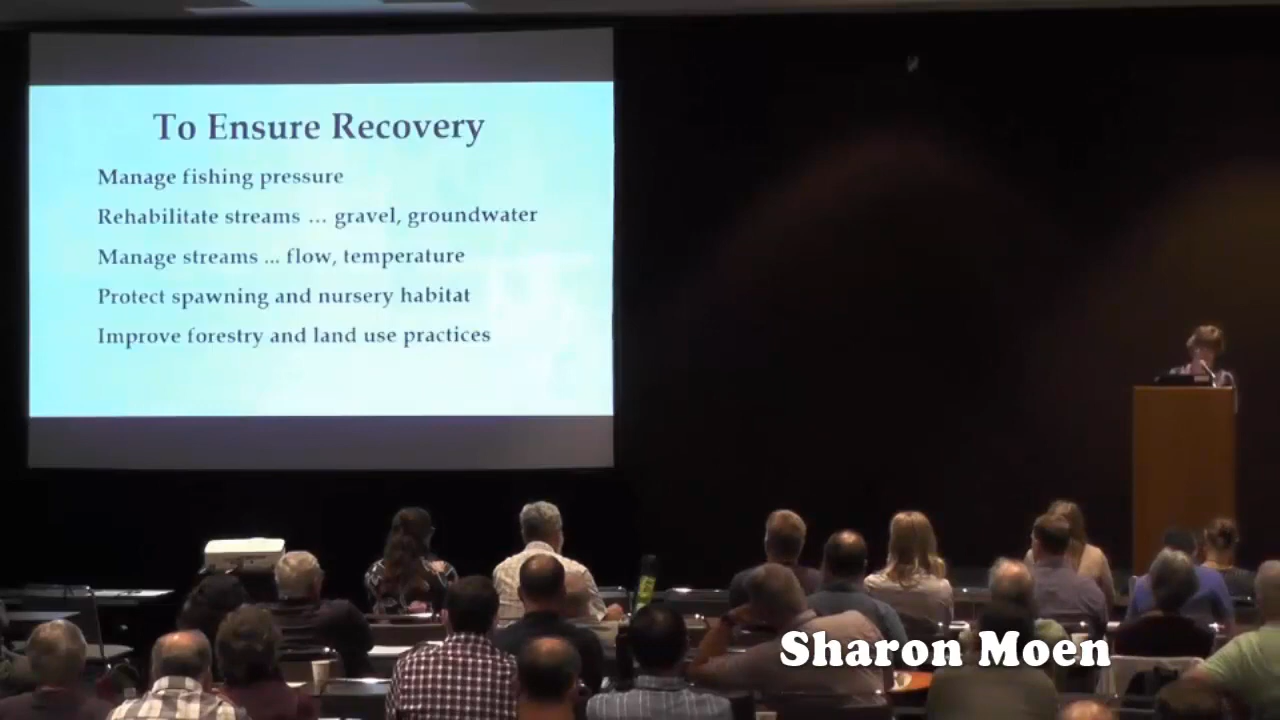 To Ensure Recovery
Manage fishing pressure
Rehabilitate streams … gravel, groundwater
Manage streams ... flow, temperature
Protect spawning and nursery habitat
Improve forestry and land use practices
Sharon Moen